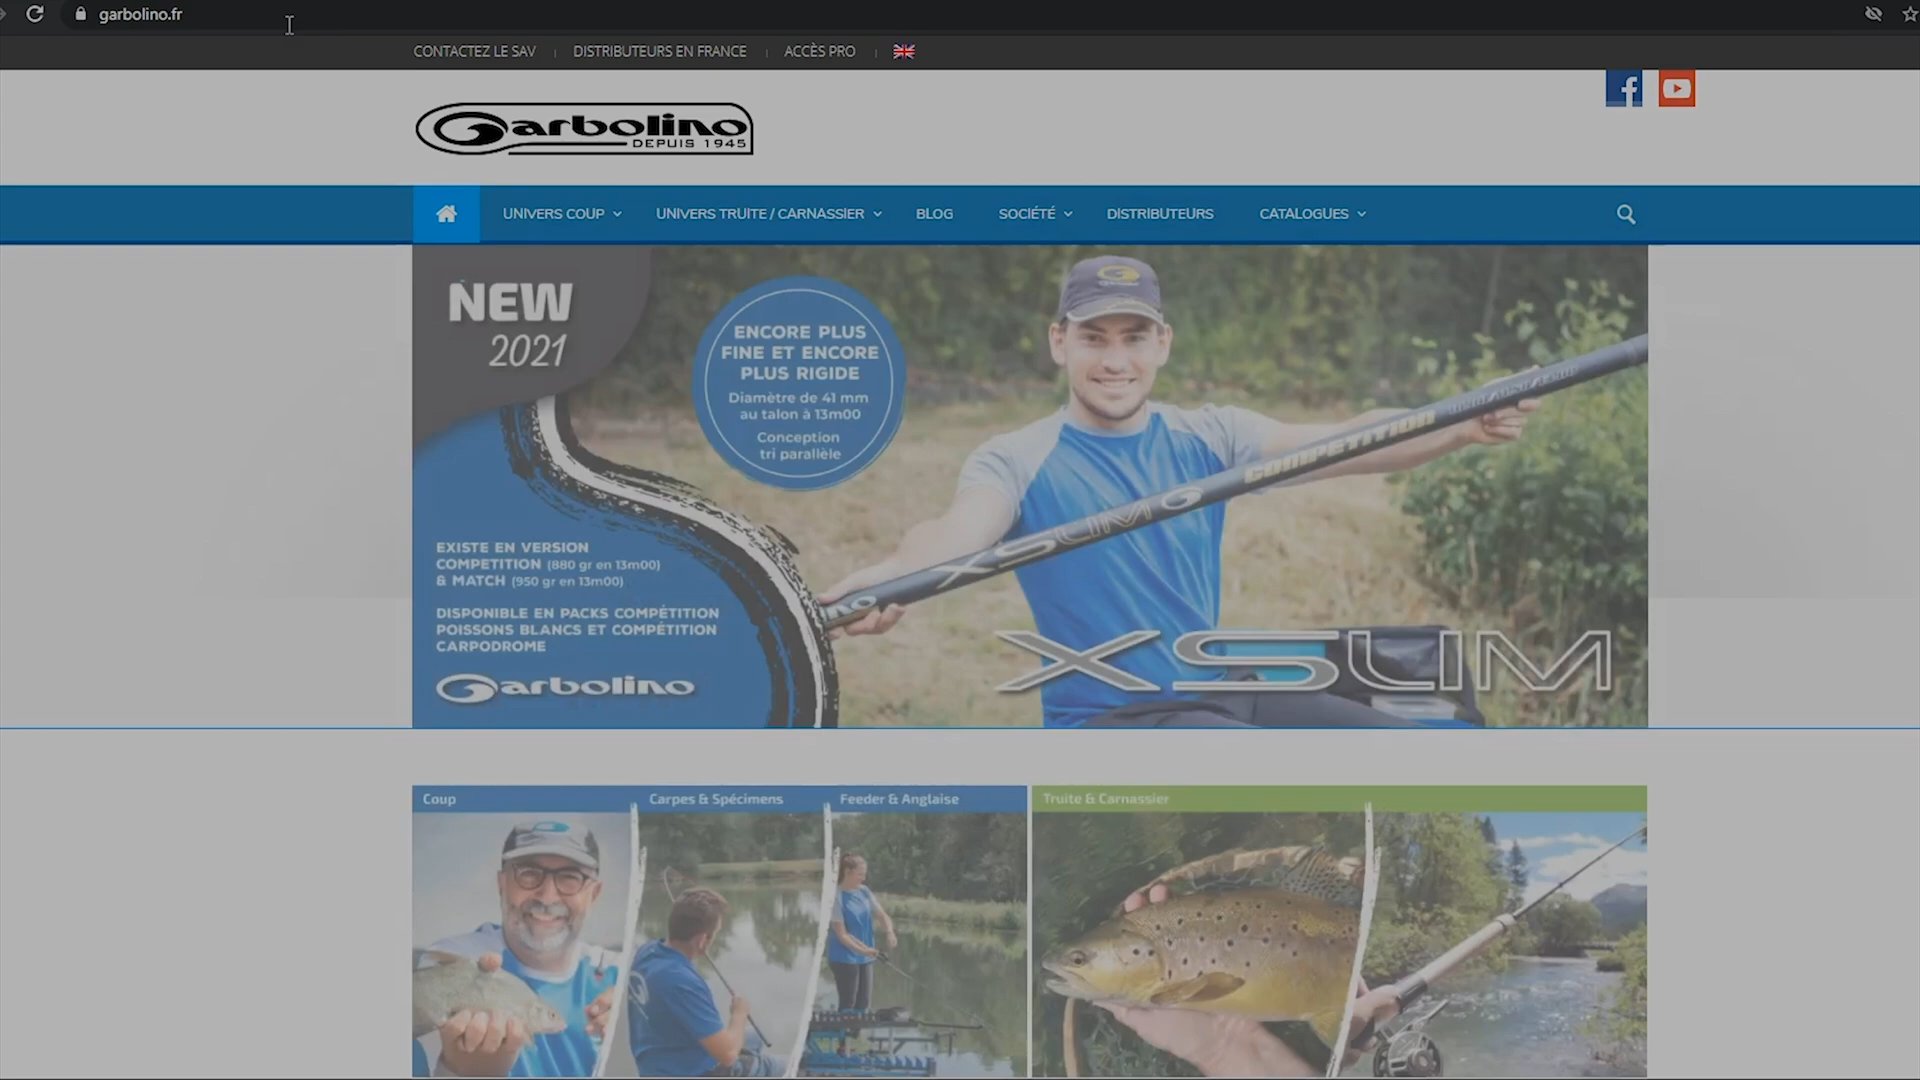 garbolino.fr
CONTACTEZ LE SAV
DISTRIBUTEURS EN FRANCE
ACCÈS PRO
Garbolino
DEPUIS 1945
UNIVERS COUP
UNIVERS TRUITE / CARNASSIER
BLOG
SOCIÉTÉ
DISTRIBUTEURS
CATALOGUES
NEW
2021
ENCORE PLUS
FINE ET ENCORE
PLUS RIGIDE
Diamètre de 41 mm
au talon à 13m00
Conception
tri parallèle
XSLIM COMPETITION
EXISTE EN VERSION
COMPETITION (880 gr en 13m00)
& MATCH (950 gr en 13m00)
DISPONIBLE EN PACKS COMPÉTITION
POISSONS BLANCS ET COMPÉTITION
CARPODROME
Garbolino
XSLIM
Coup
Carpes & Spécimens
Feeder & Anglaise
Truite & Carnassier